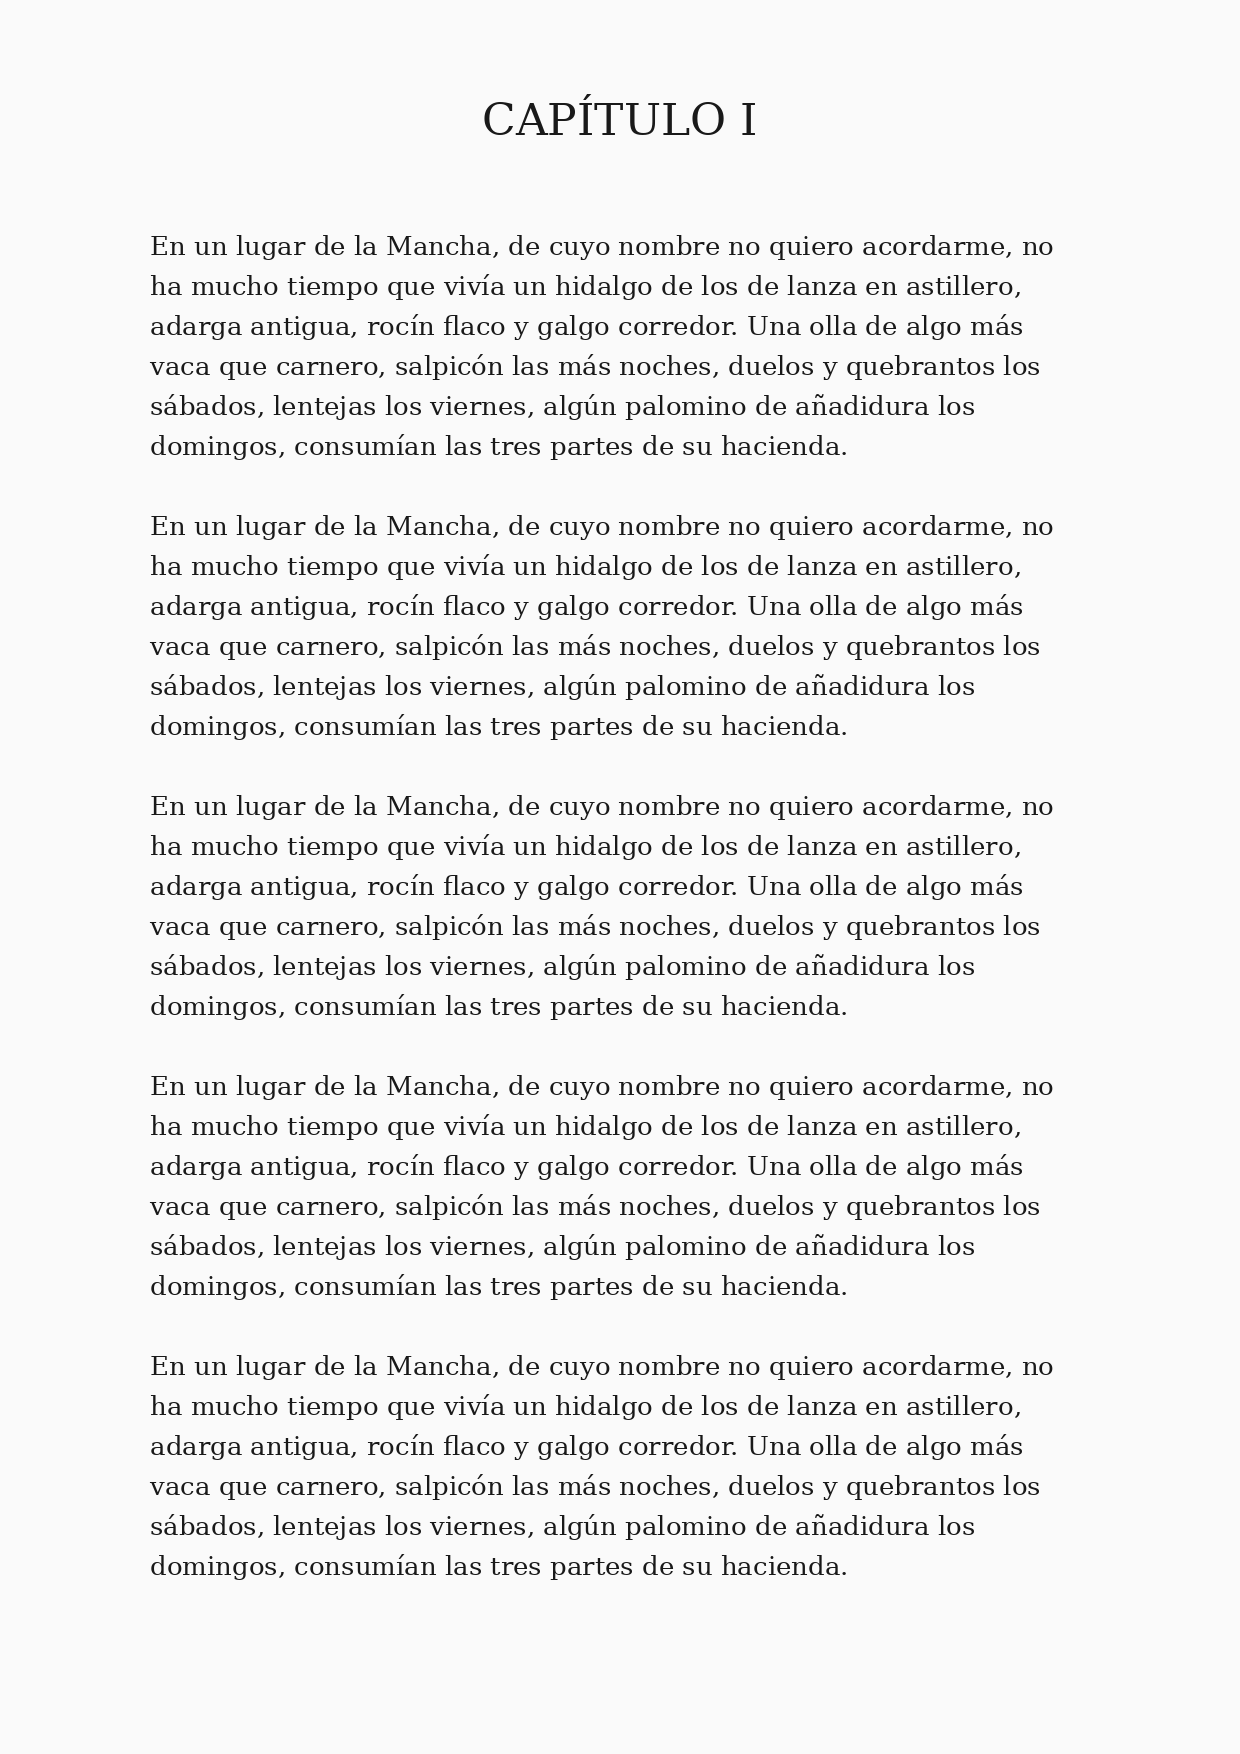 CAPÍTULO I
En un lugar de la Mancha, de cuyo nombre no quiero acordarme, no
ha mucho tiempo que vivía un hidalgo de los de lanza en astillero,
adarga antigua, rocín flaco y galgo corredor. Una olla de algo más
vaca que carnero, salpicón las más noches, duelos y quebrantos los
sábados, lentejas los viernes, algún palomino de añadidura los
domingos, consumían las tres partes de su hacienda.
En un lugar de la Mancha, de cuyo nombre no quiero acordarme, no
ha mucho tiempo que vivía un hidalgo de los de lanza en astillero,
adarga antigua, rocín flaco y galgo corredor. Una olla de algo más
vaca que carnero, salpicón las más noches, duelos y quebrantos los
sábados, lentejas los viernes, algún palomino de añadidura los
domingos, consumían las tres partes de su hacienda.
En un lugar de la Mancha, de cuyo nombre no quiero acordarme, no
ha mucho tiempo que vivía un hidalgo de los de lanza en astillero,
adarga antigua, rocín flaco y galgo corredor. Una olla de algo más
vaca que carnero, salpicón las más noches, duelos y quebrantos los
sábados, lentejas los viernes, algún palomino de añadidura los
domingos, consumían las tres partes de su hacienda.
En un lugar de la Mancha, de cuyo nombre no quiero acordarme, no
ha mucho tiempo que vivía un hidalgo de los de lanza en astillero,
adarga antigua, rocín flaco y galgo corredor. Una olla de algo más
vaca que carnero, salpicón las más noches, duelos y quebrantos los
sábados, lentejas los viernes, algún palomino de añadidura los
domingos, consumían las tres partes de su hacienda.
En un lugar de la Mancha, de cuyo nombre no quiero acordarme, no
ha mucho tiempo que vivía un hidalgo de los de lanza en astillero,
adarga antigua, rocín flaco y galgo corredor. Una olla de algo más
vaca que carnero, salpicón las más noches, duelos y quebrantos los
sábados, lentejas los viernes, algún palomino de añadidura los
domingos, consumían las tres partes de su hacienda.